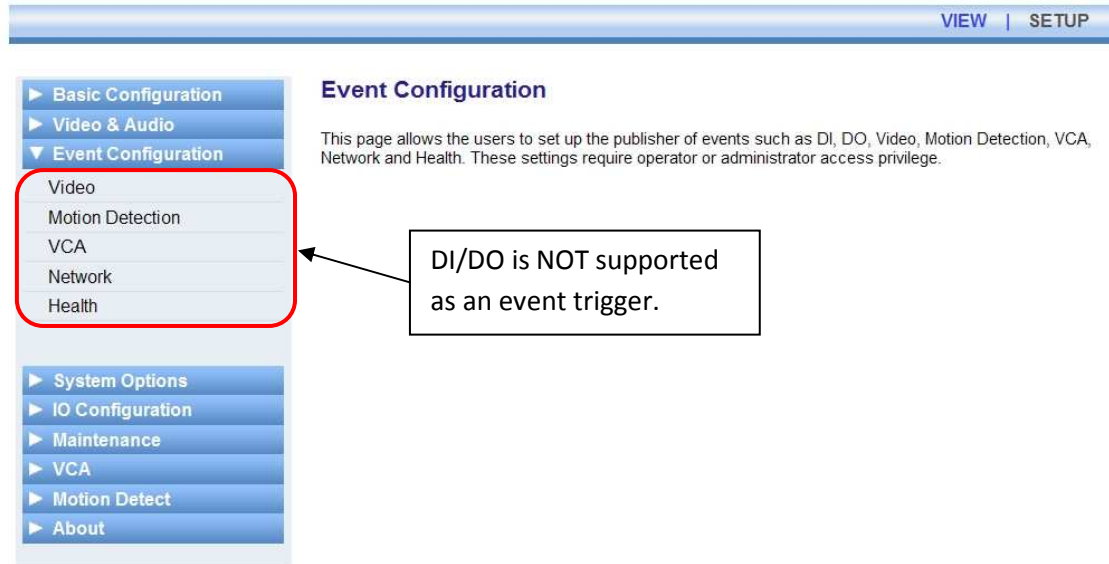 VIEW | SETUP
Basic Configuration
Video & Audio
Event Configuration
Video
Motion Detection
VCA
Network
Health
System Options
IO Configuration
Maintenance
VCA
Motion Detect
About
Event Configuration
This page allows the users to set up the publisher of events such as DI, DO, Video, Motion Detection, VCA,
Network and Health. These settings require operator or administrator access privilege.
DI/DO is NOT supported
as an event trigger.